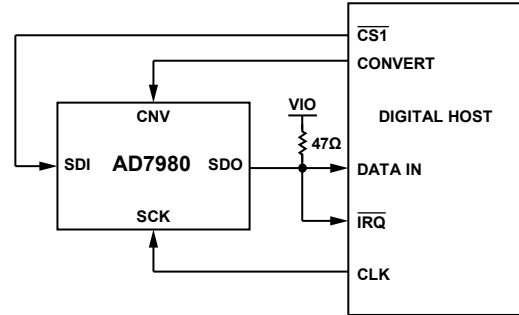 CS1
CONVERT
VIO
CNV
DIGITAL HOST
47Ω
SDI AD7980 SDO
DATA IN
SCK
IRQ
CLK